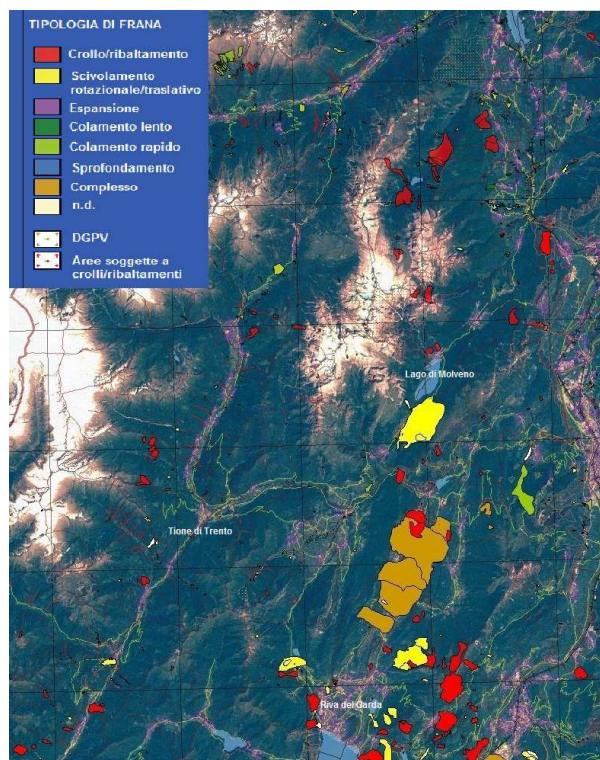 TIPOLOGIA DI FRANA
Crollo/ribaltamento
Scivolamento
rotazionale/traslativo
Espansione
Colamento lento
Colamento rapido
Sprofondamento
Complesso
n.d.
DGPV
Aree soggette a
crolli/ribaltamenti
Lago di Molveno
Tione di Trento
Riva del Garda